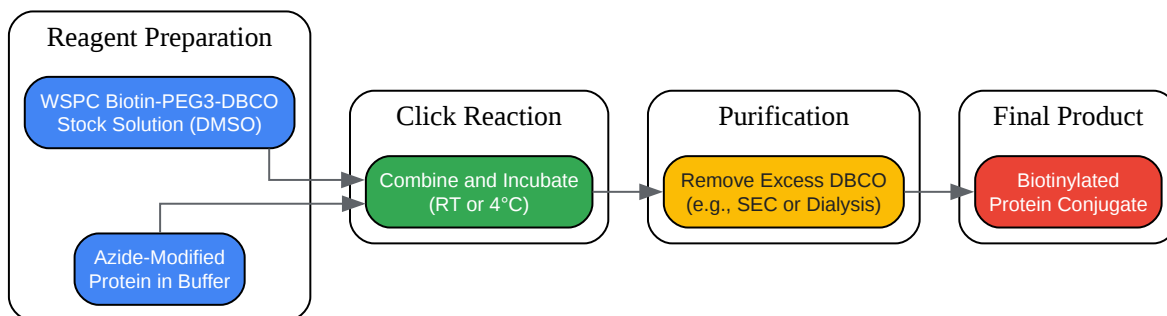 Reagent Preparation
WSPC Biotin-PEG3-DBCO
Stock Solution (DMSO)
Azide-Modified
Protein in Buffer
Click Reaction
Combine and Incubate
(RT or 4°C)
Purification
Remove Excess DBCO
(e.g., SEC or Dialysis)
Final Product
Biotinylated
Protein Conjugate